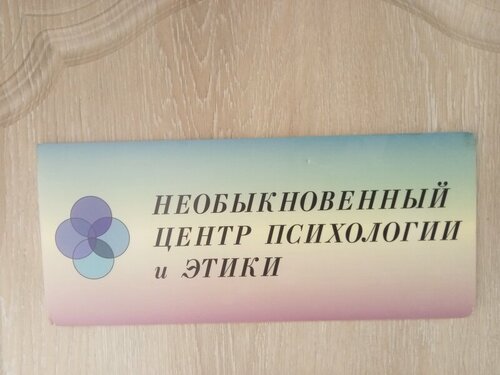 НЕОБЫКНОВЕННЫЙ
ЦЕНТР ПСИХОЛОГИИ
и ЭТИКИ